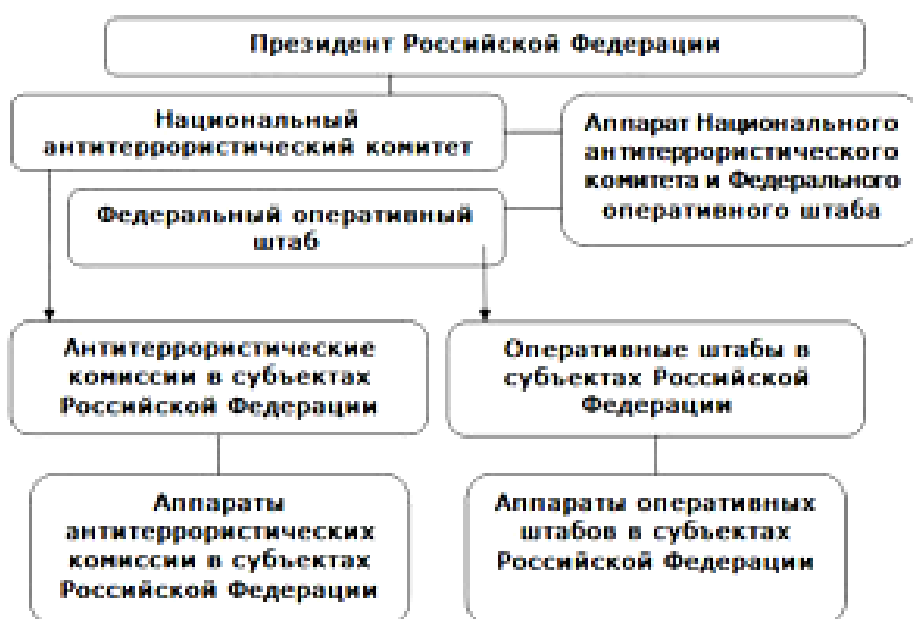 Президент Российской Федерации
Национальный
антитеррористический комитет
Аппарат Национального
антитеррористического
комитета и Федерального
оперативного штаба
Федеральный оперативный
штаб
Антитеррористические
комиссии в субъектах
Российской Федерации
Оперативные штабы в
субъектах Российской
Федерации
Аппараты
антитеррористических
комиссии в субъектах
Российской Федерации
Аппараты оперативных
штабов в субъектах
Российской Федерации